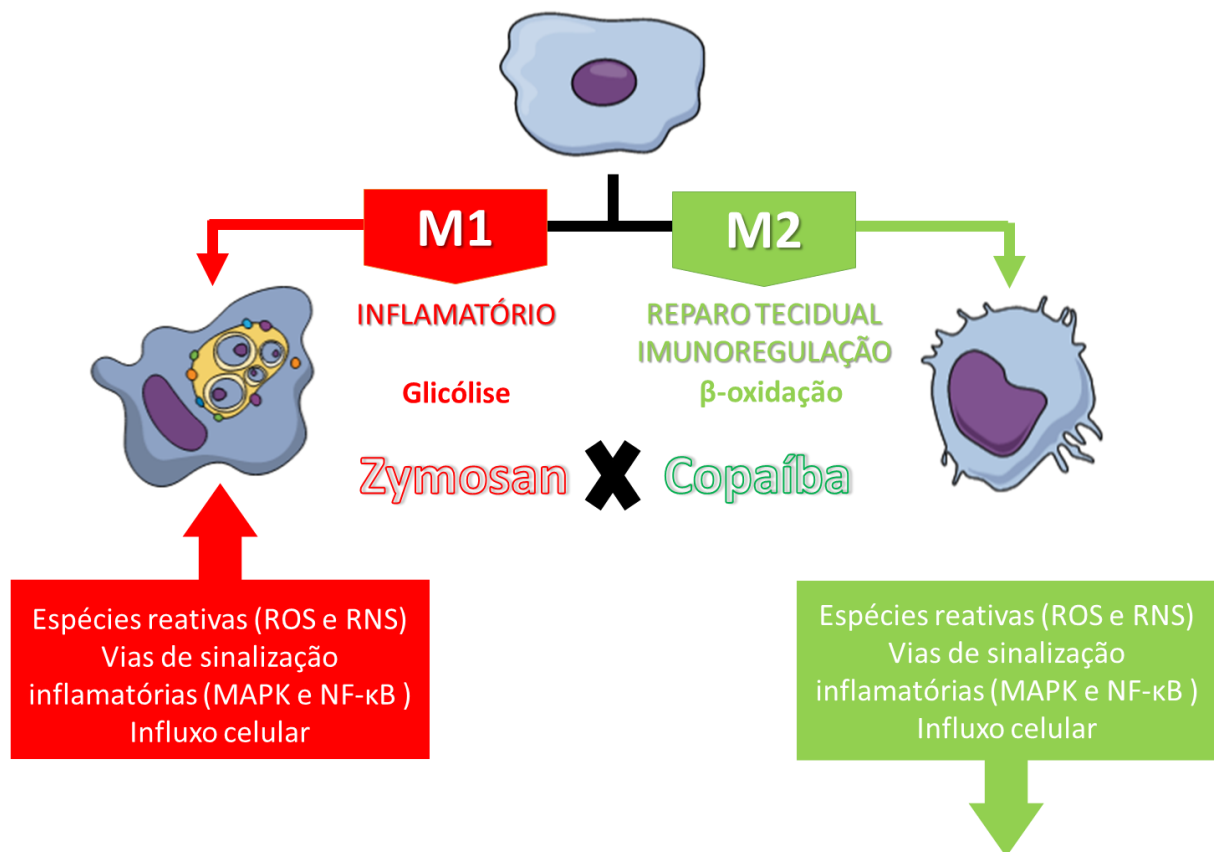 M1
M2
INFLAMATÓRIO
REPARO TECIDUAL
IMUNOREGULAÇÃO
Glicólise
β-oxidação
Zymosan X Copaíba
Espécies reativas (ROS e RNS)
Vias de sinalização
inflamatórias (MAPK e NF-κB )
Influxo celular
Espécies reativas (ROS e RNS)
Vias de sinalização
inflamatórias (MAPK e NF-κB )
Influxo celular